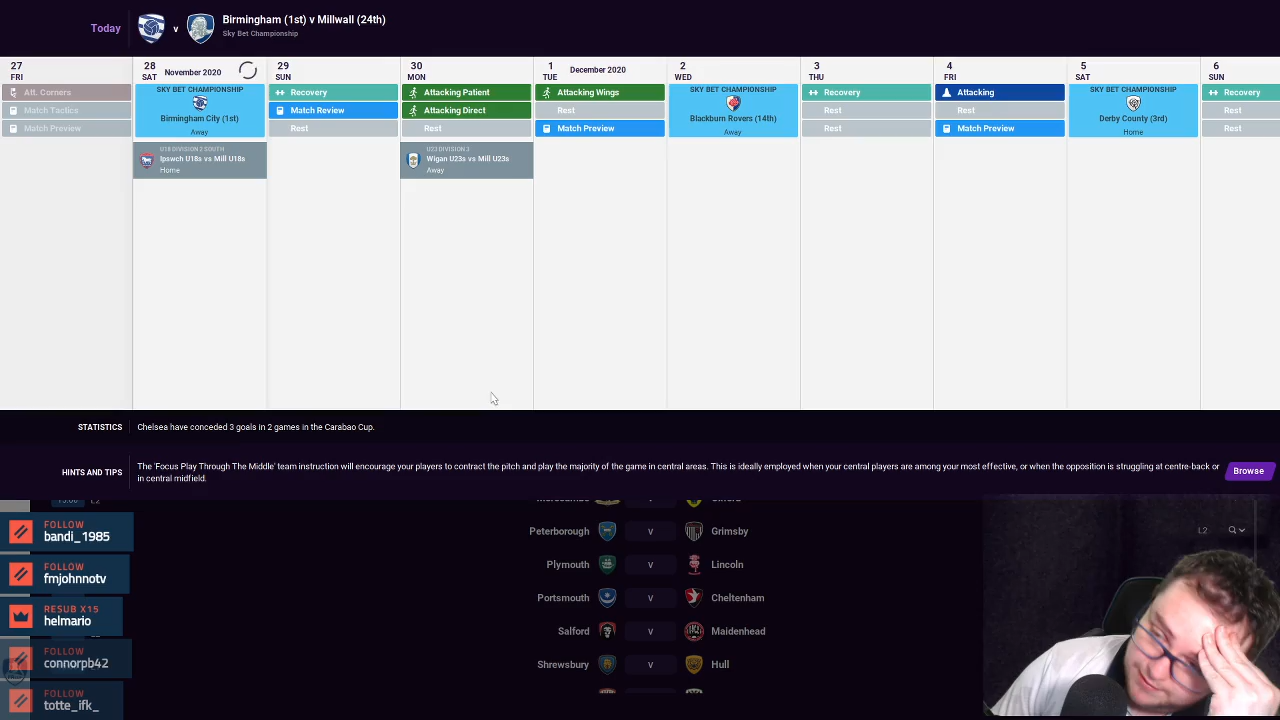 Today
v
Birmingham (1st) v Millwall (24th)
Sky Bet Championship
27
FRI
Att. Corners
Match Tactics
Match Preview
28
SAT
November 2020
SKY BET CHAMPIONSHIP
Birmingham City (1st)
Away
U18 DIVISION 2 SOUTH
Ipswch U18s vs Mill U18s
Home
29
SUN
Recovery
Match Review
Rest
30
MON
Attacking Patient
Attacking Direct
Rest
U23 DIVISION 3
Wigan U23s vs Mill U23s
Away
1
TUE
December 2020
Attacking Wings
Rest
Match Preview
2
WED
SKY BET CHAMPIONSHIP
Blackburn Rovers (14th)
Away
3
THU
Recovery
Rest
Rest
4
FRI
Attacking
Rest
Match Preview
5
SAT
SKY BET CHAMPIONSHIP
Derby County (3rd)
Home
6
SUN
Recovery
Rest
Rest
STATISTICS
Chelsea have conceded 3 goals in 2 games in the Carabao Cup.
HINTS AND TIPS
The 'Focus Play Through The Middle' team instruction will encourage your players to contract the pitch and play the majority of the game in central areas. This is ideally employed when your central players are among your most effective, or when the opposition is struggling at centre-back or
in central midfield.
Browse
Peterborough v Grimsby
L2
Plymouth v Lincoln
Portsmouth v Cheltenham
Salford v Maidenhead
Shrewsbury v Hull
FOLLOW
bandi_1985
FOLLOW
fmjohnnotv
RESUB X15
helmario
FOLLOW
connorpb42
FOLLOW
totte_ifk_